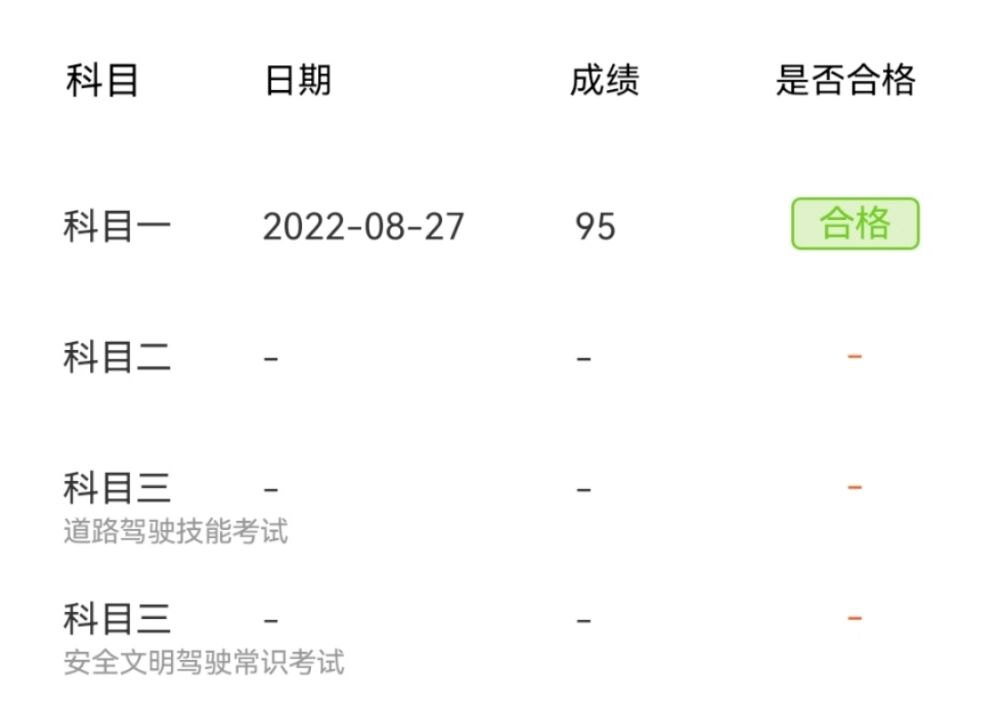 科目 日期 成绩 是否合格
科目一 2022-08-27 95 合格
科目二 - - -
科目三 - - -
道路驾驶技能考试
科目三 - - -
安全文明驾驶常识考试